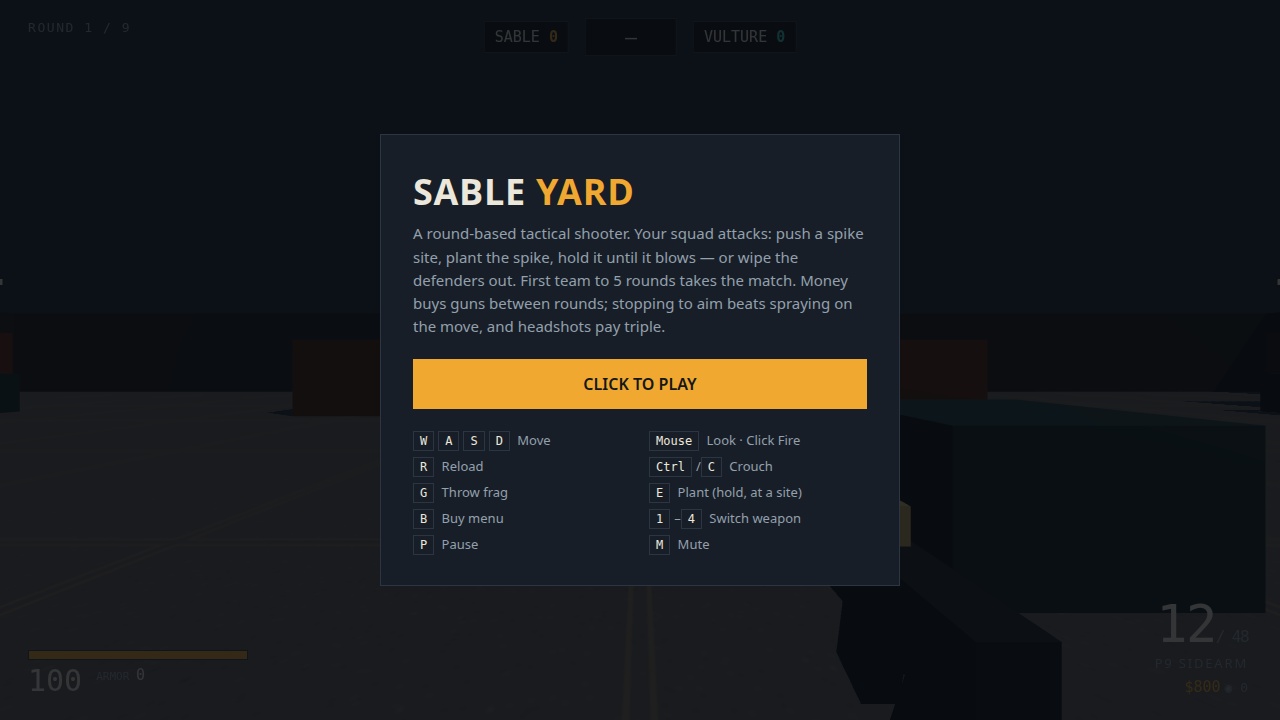 ROUND 1 / 9
SABLE 0
—
VULTURE 0
SABLE YARD
A round-based tactical shooter. Your squad attacks: push a spike
site, plant the spike, hold it until it blows — or wipe the
defenders out. First team to 5 rounds takes the match. Money
buys guns between rounds; stopping to aim beats spraying on
the move, and headshots pay triple.
CLICK TO PLAY
W A S D Move
Mouse Look · Click Fire
R Reload
Ctrl / C Crouch
G Throw frag
E Plant (hold, at a site)
B Buy menu
1 – 4 Switch weapon
P Pause
M Mute
100 ARMOR 0
12 / 48
F9 SIDEARM
$800 ● 0